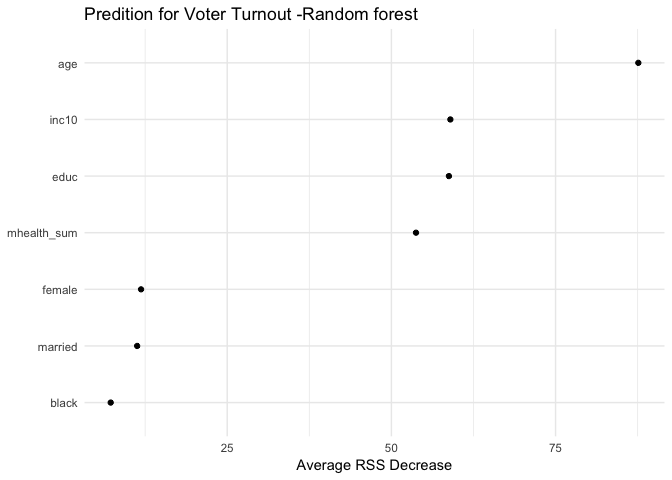 Predition for Voter Turnout -Random forest
age
inc10
educ
mhealth_sum
female
married
black
25 50 75
Average RSS Decrease